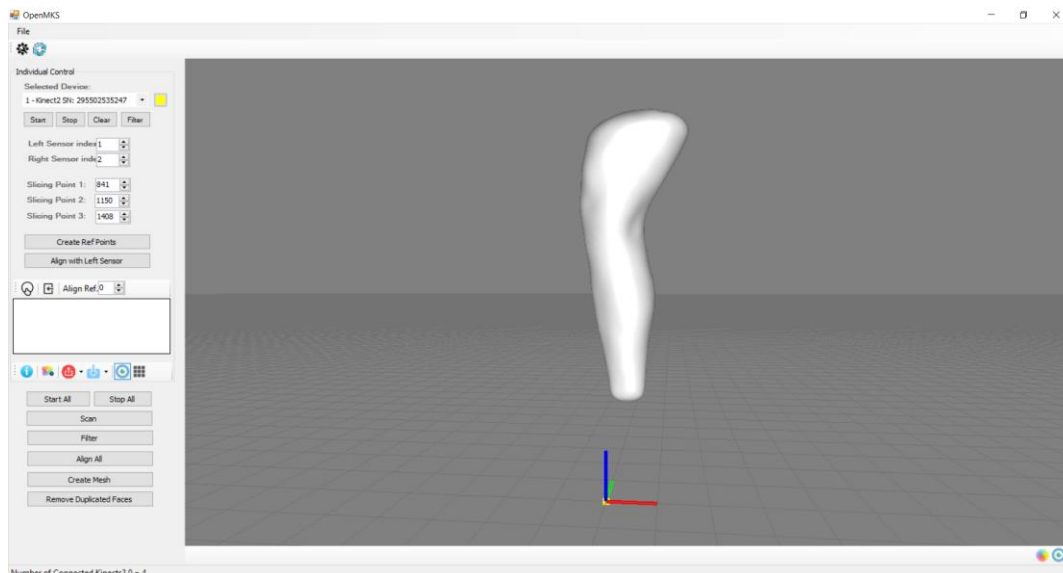 OpenMKS
File
Individual Control
Selected Device:
1 - Kinect2 SN: 295502535247
Start Stop Clear Filter
Left Sensor index 1
Right Sensor inde 2
Slicing Point 1: 841
Slicing Point 2: 1150
Slicing Point 3: 1408
Create Ref Points
Align with Left Sensor
Align Ref. 0
Start All Stop All
Scan
Filter
Align All
Create Mesh
Remove Duplicated Faces
Number of Connected Kinects2.0 = 4